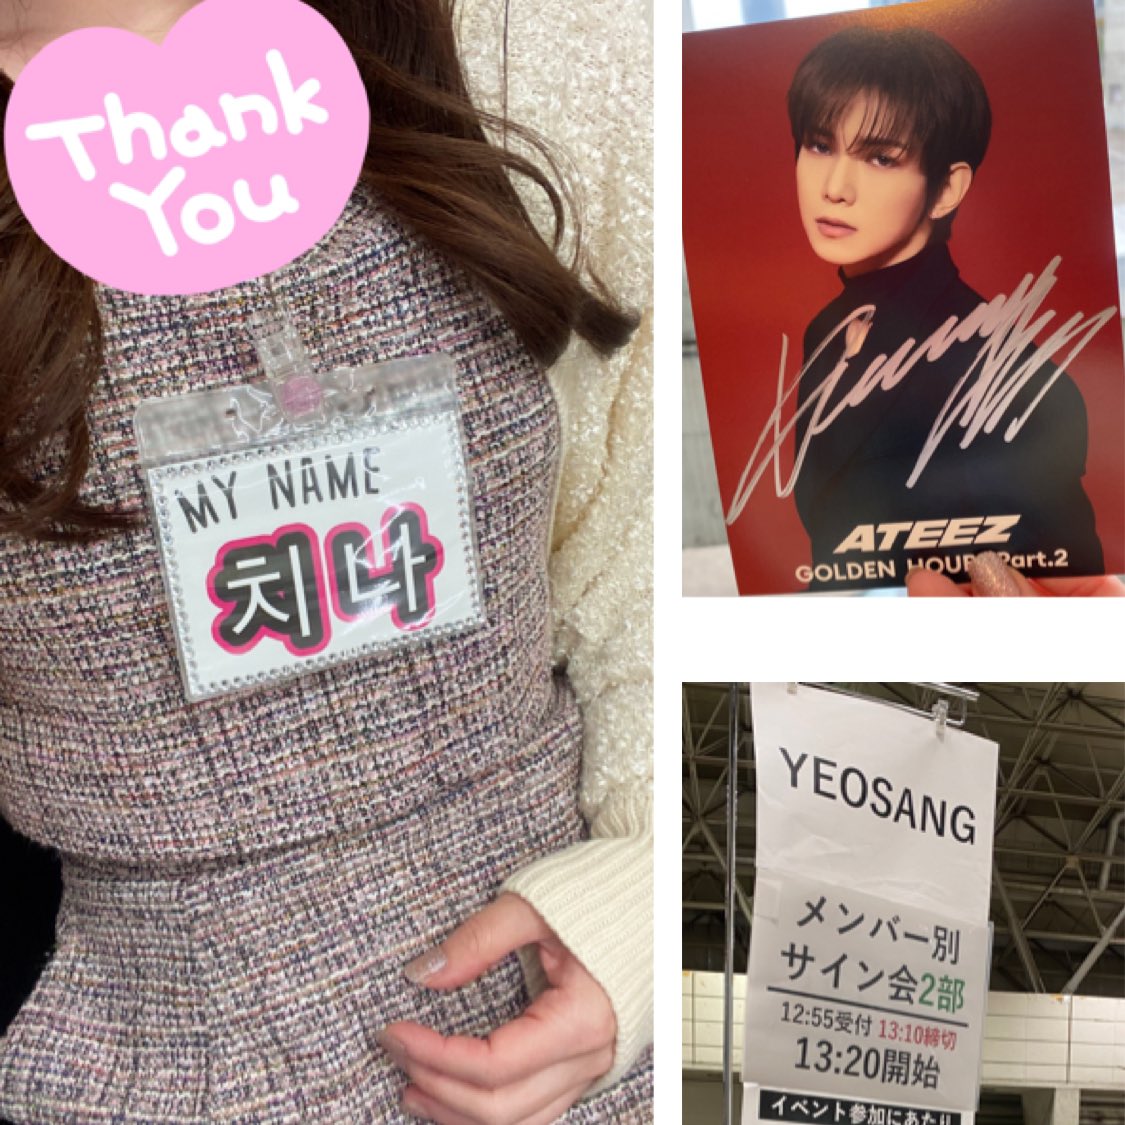 Thank
You
MY NAME
치나
ATEEZ
GOLDEN HOUR Part.2
YEOSANG
メンバー別
サイン会2部
12:55受付 13:10締切
13:20開始
イベント参加にあたり